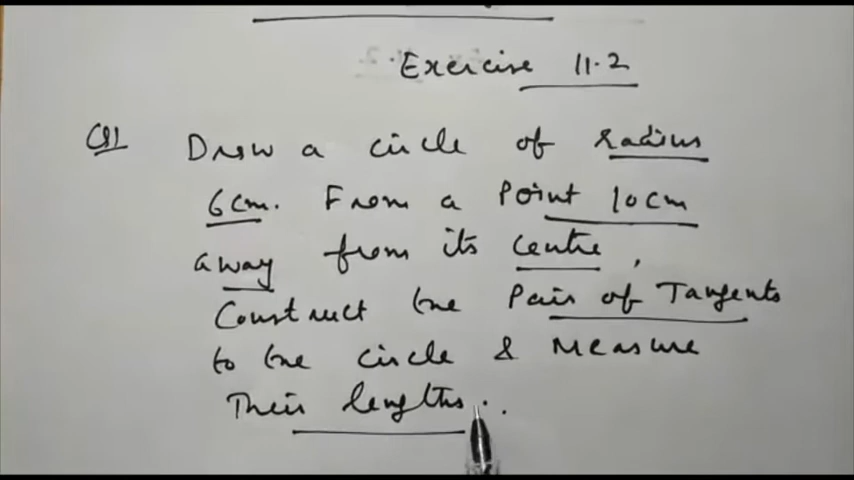 Exercise 11.2
Q1 Draw a circle of radius
6cm. From a Point 10cm
away from its centre,
Construct the Pair of Tangents
to the circle & Measure
Their lengths..